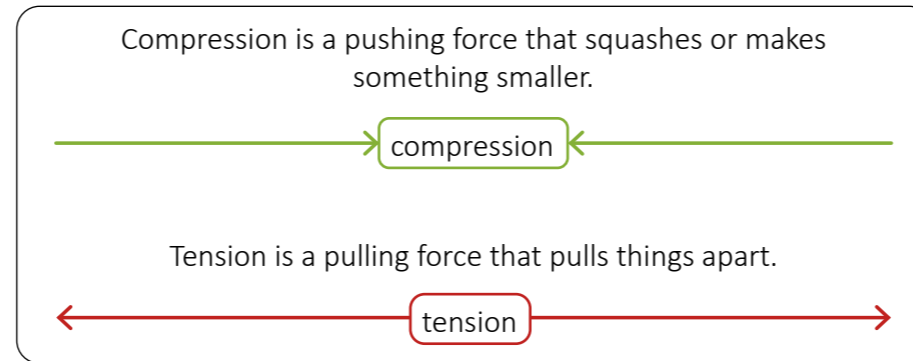 Compression is a pushing force that squashes or makes
something smaller.
compression
Tension is a pulling force that pulls things apart.
tension